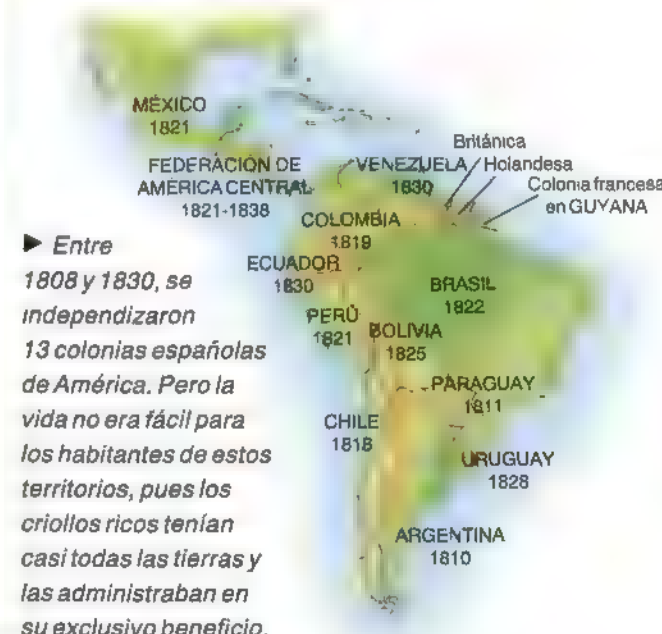 MÉXICO
1821
FEDERACIÓN DE
AMÉRICA CENTRAL
1821-1838
VENEZUELA
1830
Británica
Holandesa
Colonia francesa
en GUYANA
COLOMBIA
1819
ECUADOR
1830
BRASIL
1822
PERÚ
1821
BOLIVIA
1825
PARAGUAY
1811
CHILE
1818
URUGUAY
1828
ARGENTINA
1810
► Entre
1808 y 1830, se
independizaron
13 colonias españolas
de América. Pero la
vida no era fácil para
los habitantes de estos
territorios, pues los
criollos ricos tenían
casi todas las tierras y
las administraban en
su exclusivo beneficio.